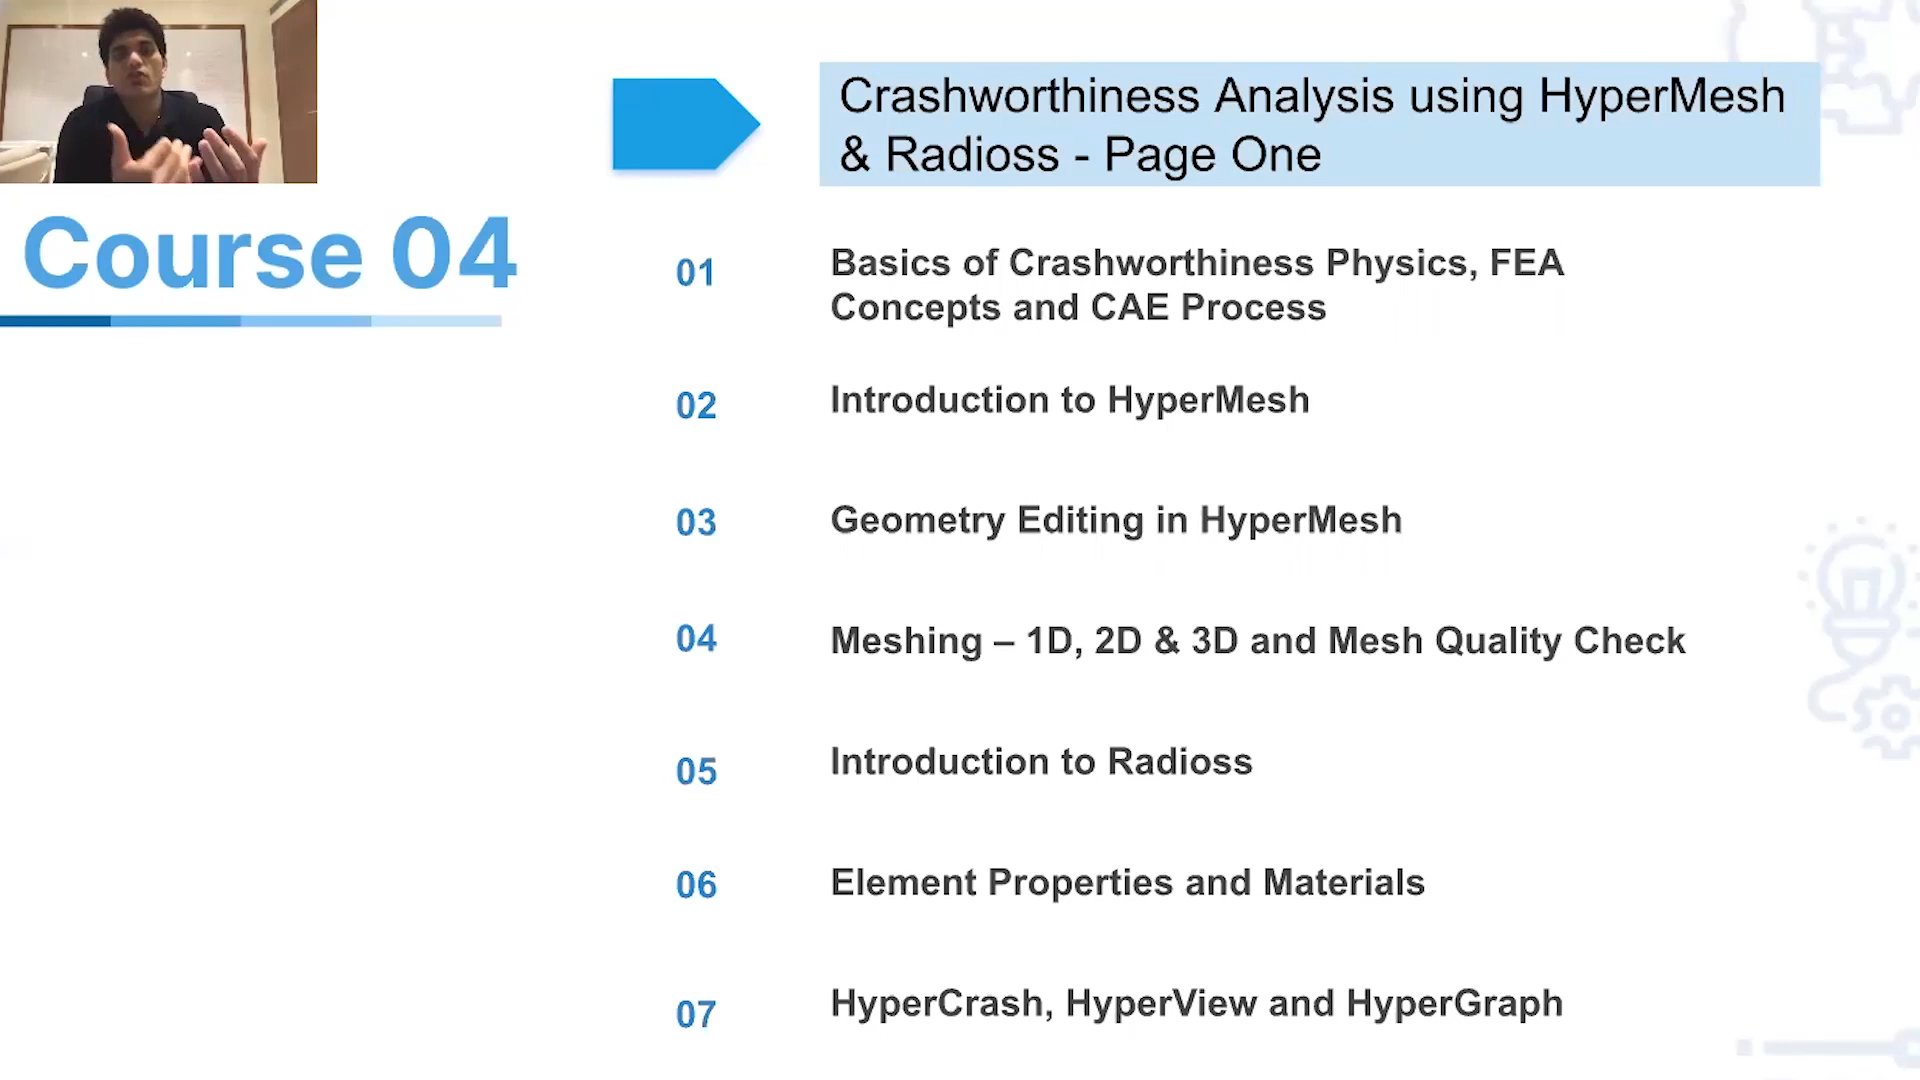 Crashworthiness Analysis using HyperMesh
& Radioss - Page One
Course 04
01
Basics of Crashworthiness Physics, FEA
Concepts and CAE Process
02
Introduction to HyperMesh
03
Geometry Editing in HyperMesh
04
Meshing – 1D, 2D & 3D and Mesh Quality Check
05
Introduction to Radioss
06
Element Properties and Materials
07
HyperCrash, HyperView and HyperGraph